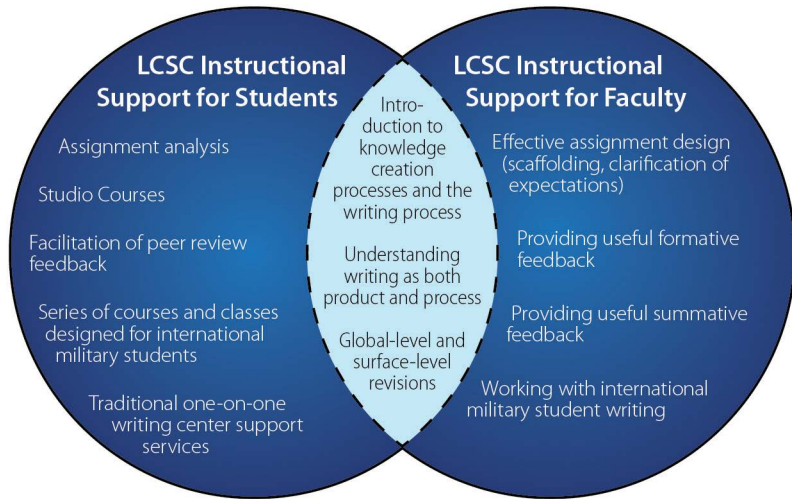 LCSC Instructional
Support for Students
Assignment analysis
Studio Courses
Facilitation of peer review
feedback
Series of courses and classes
designed for international
military students
Traditional one-on-one
writing center support
services
Intro-
duction to
knowledge
creation
processes and the
writing process
Understanding
writing as both
product and process
Global-level and
surface-level
revisions
LCSC Instructional
Support for Faculty
Effective assignment design
(scaffolding, clarification of
expectations)
Providing useful formative
feedback
Providing useful summative
feedback
Working with international
military student writing